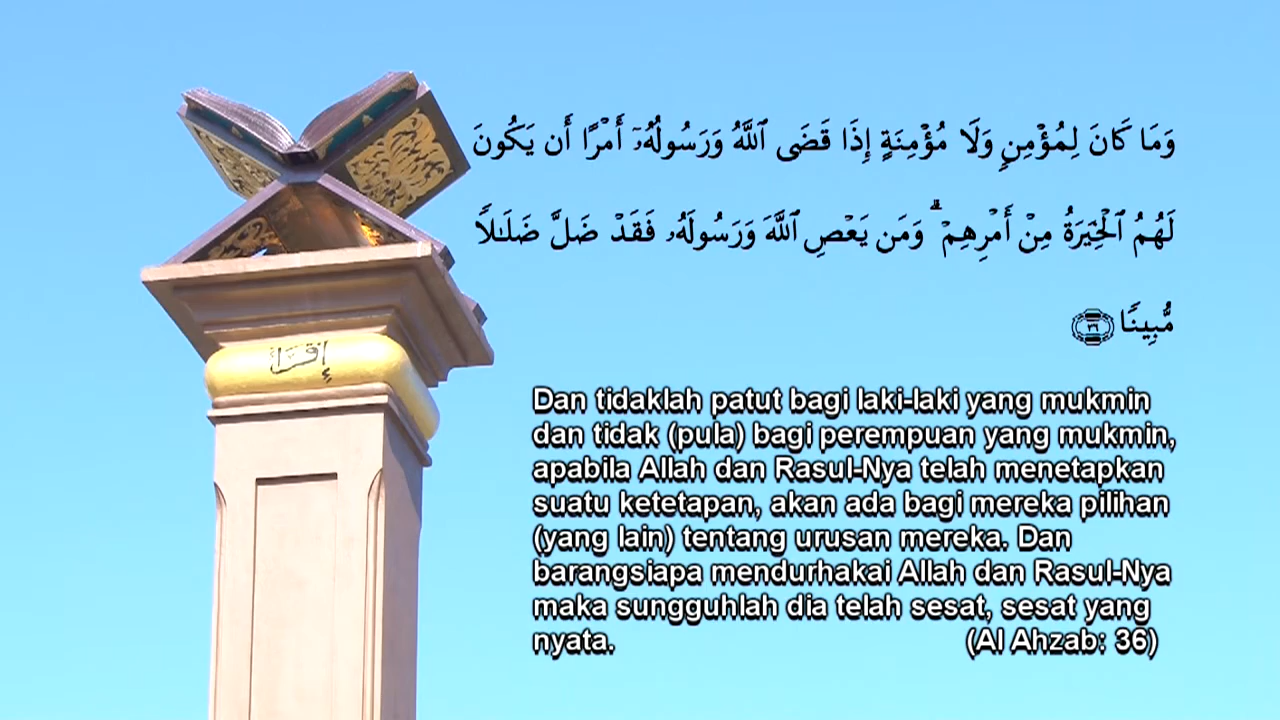 وَمَا كَانَ لِمُؤْمِنٍ وَلَا مُؤْمِنَةٍ إِذَا قَضَى ٱللَّهُ وَرَسُولُهُۥٓ أَمْرًا أَن يَكُونَ
لَهُمُ ٱلْخِيَرَةُ مِنْ أَمْرِهِمْ ۗ وَمَن يَعْصِ ٱللَّهَ وَرَسُولَهُۥ فَقَدْ ضَلَّ ضَلَٰلًا
مُّبِينًا ٣٦
إقرأ
Dan tidaklah patut bagi laki-laki yang mukmin
dan tidak (pula) bagi perempuan yang mukmin,
apabila Allah dan Rasul-Nya telah menetapkan
suatu ketetapan, akan ada bagi mereka pilihan
(yang lain) tentang urusan mereka. Dan
barangsiapa mendurhakai Allah dan Rasul-Nya
maka sungguhlah dia telah sesat, sesat yang
nyata. (Al Ahzab: 36)